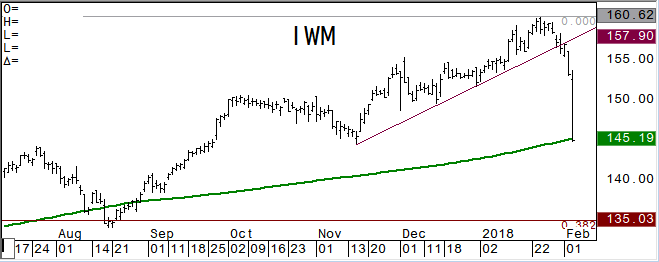 O=
H=
L=
L=
Δ=
IWM
160.62
0.000
157.90
155.00
150.00
145.19
140.00
135.03
0.382
Aug Sep Oct Nov Dec 2018 Feb
17 24 01 14 21 01 11 18 25 02 09 16 23 01 13 20 01 11 18 02 22 01